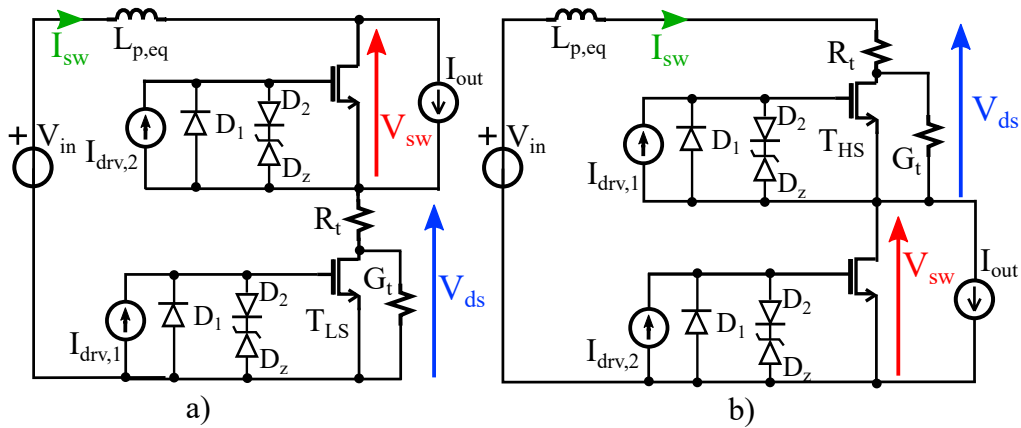 L_p,eq
I_sw
I_out
D_1
D_2
D_z
I_drv,2
V_sw
+
V_in
R_t
G_t
V_ds
D_1
D_2
D_z
T_LS
I_drv,1
a)
L_p,eq
I_sw
R_t
V_ds
D_1
D_2
D_z
T_HS
G_t
I_drv,1
+
V_in
V_sw
I_out
D_1
D_2
D_z
I_drv,2
b)